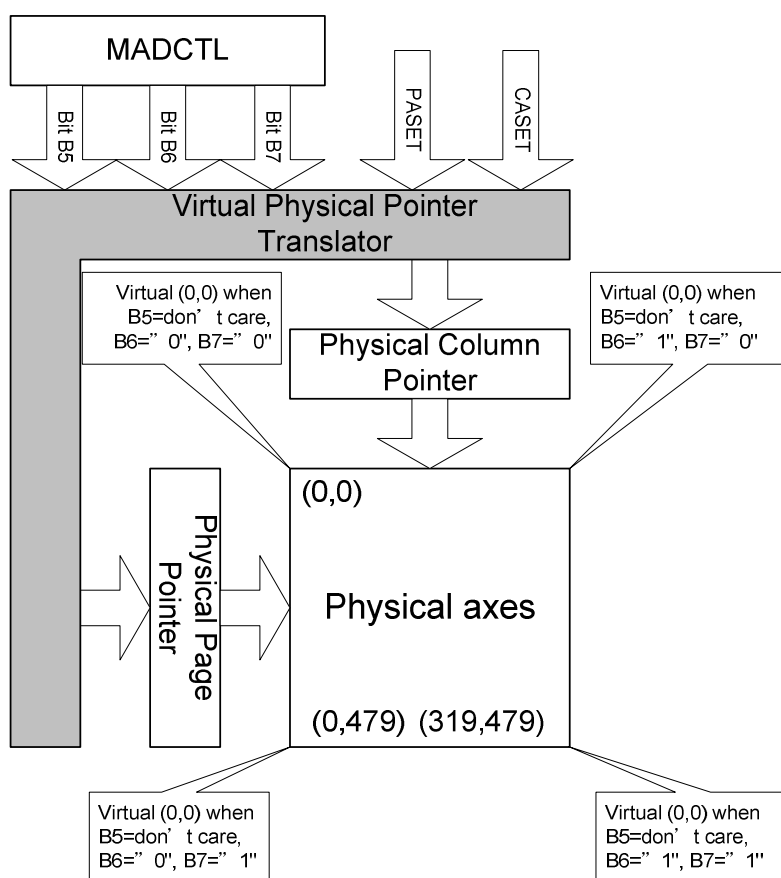 MADCTL
Bit B5
Bit B6
Bit B7
PASET
CASET
Virtual Physical Pointer
Translator
Virtual (0,0) when
B5=don’t care,
B6=”0", B7=”0"
Virtual (0,0) when
B5=don’t care,
B6=”1", B7=”0"
Physical Column
Pointer
(0,0)
Physical Page
Pointer
Physical axes
(0,479) (319,479)
Virtual (0,0) when
B5=don’t care,
B6=”0", B7=”1"
Virtual (0,0) when
B5=don’t care,
B6=”1", B7=”1"